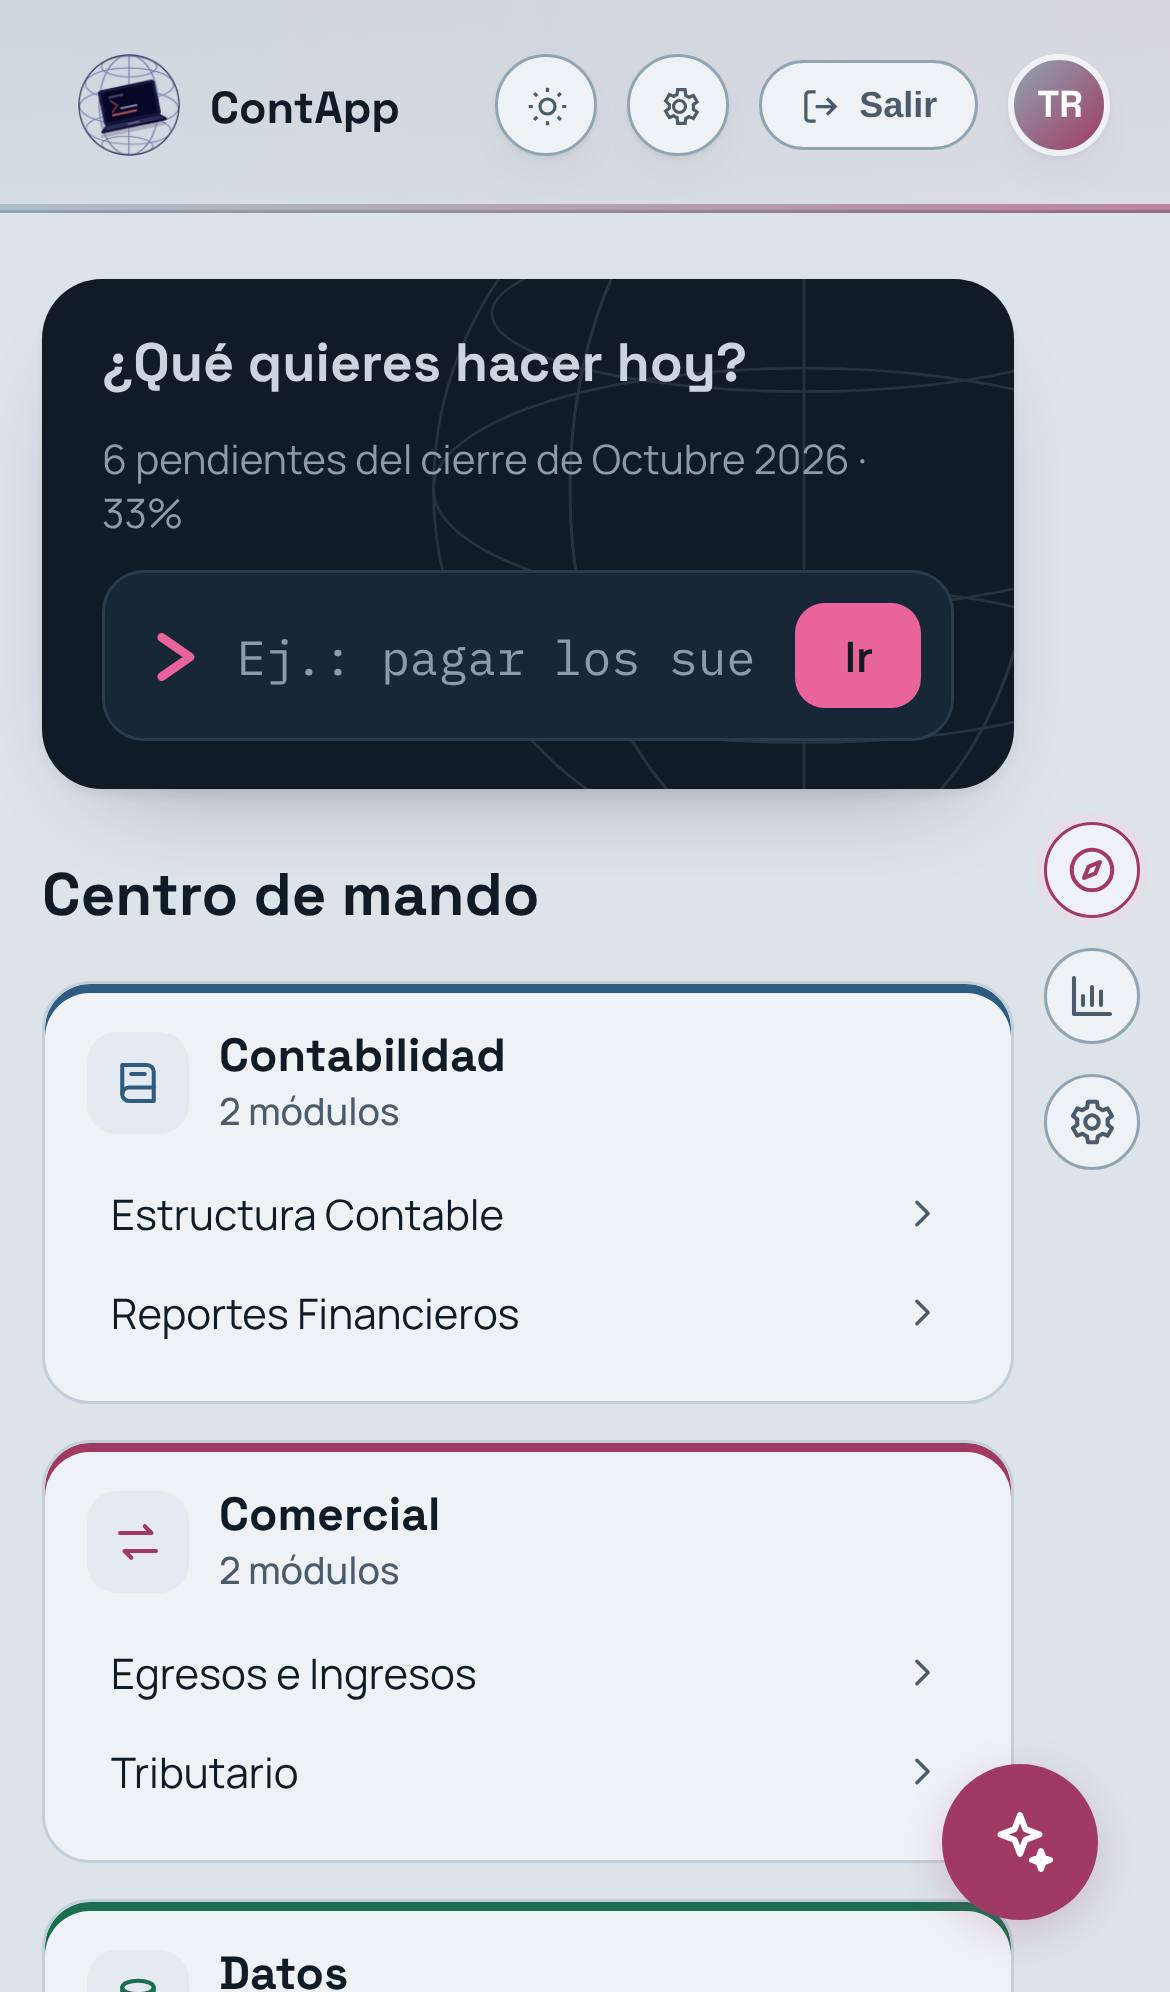 ContApp
Salir
TR
¿Qué quieres hacer hoy?
6 pendientes del cierre de Octubre 2026 ·
33%
Ej.: pagar los sue
Ir
Centro de mando
Contabilidad
2 módulos
Estructura Contable
Reportes Financieros
Comercial
2 módulos
Egresos e Ingresos
Tributario
Datos